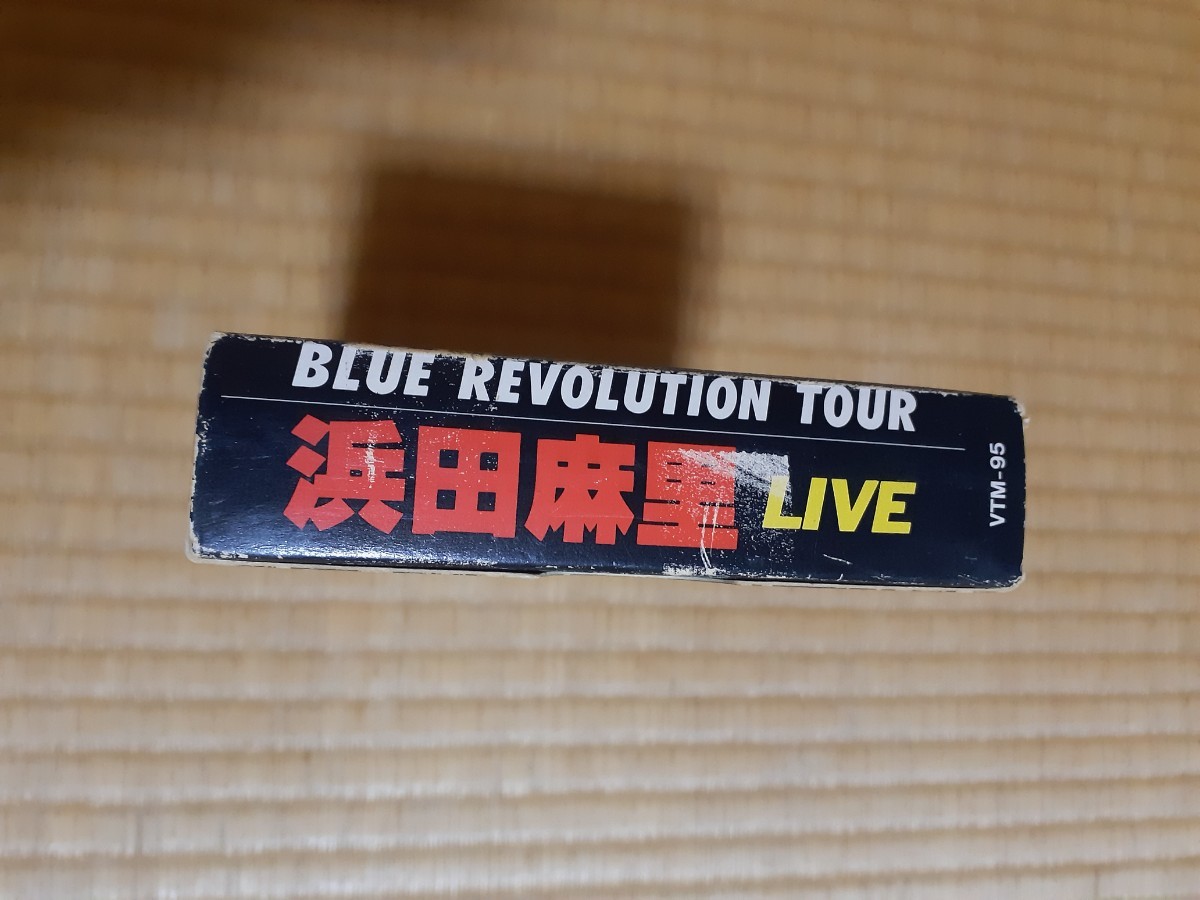 BLUE REVOLUTION TOUR
浜田麻里 LIVE
VTM-95